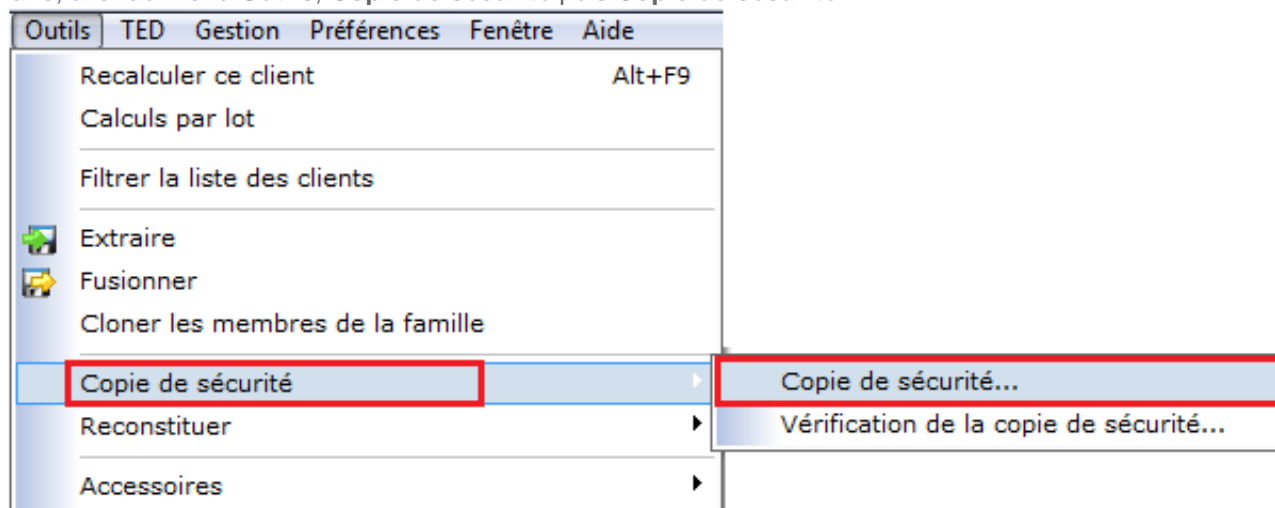 Outils TED Gestion Préférences Fenêtre Aide
Recalculer ce client Alt+F9
Calculs par lot
Filtrer la liste des clients
Extraire
Fusionner
Cloner les membres de la famille
Copie de sécurité Copie de sécurité...
Reconstituer Vérification de la copie de sécurité...
Accessoires